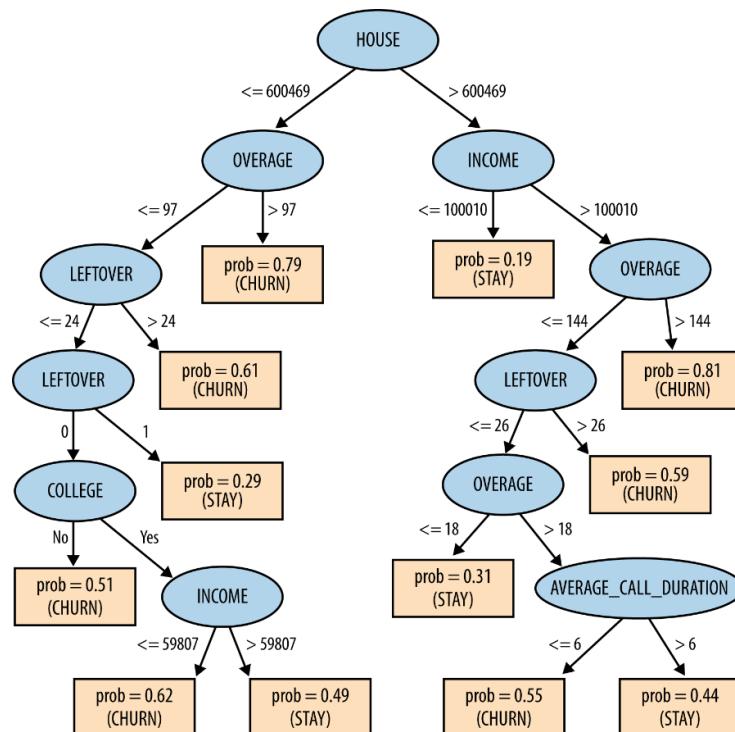 HOUSE
<= 600469
> 600469
OVERAGE
INCOME
<= 97
> 97
<= 100010
> 100010
LEFTOVER
prob = 0.79
(CHURN)
prob = 0.19
(STAY)
OVERAGE
<= 24
> 24
<= 144
> 144
LEFTOVER
prob = 0.61
(CHURN)
LEFTOVER
prob = 0.81
(CHURN)
0
1
<= 26
> 26
COLLEGE
prob = 0.29
(STAY)
OVERAGE
prob = 0.59
(CHURN)
No
Yes
<= 18
> 18
prob = 0.51
(CHURN)
INCOME
prob = 0.31
(STAY)
AVERAGE_CALL_DURATION
<= 59807
> 59807
<= 6
> 6
prob = 0.62
(CHURN)
prob = 0.49
(STAY)
prob = 0.55
(CHURN)
prob = 0.44
(STAY)